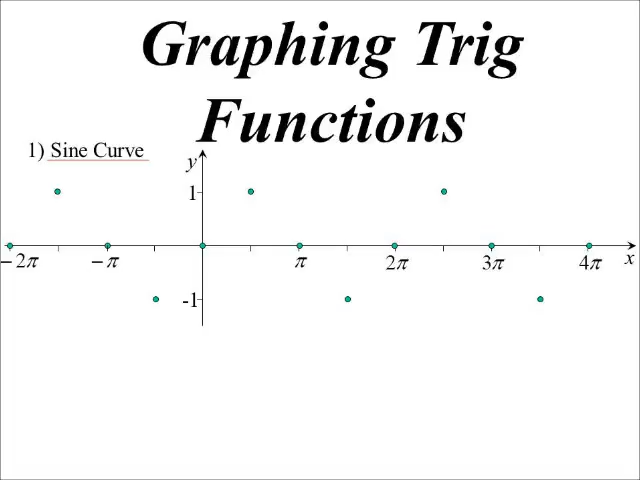 Graphing Trig
Functions
1) Sine Curve
y
1
−2π −π π 2π 3π 4π x
-1